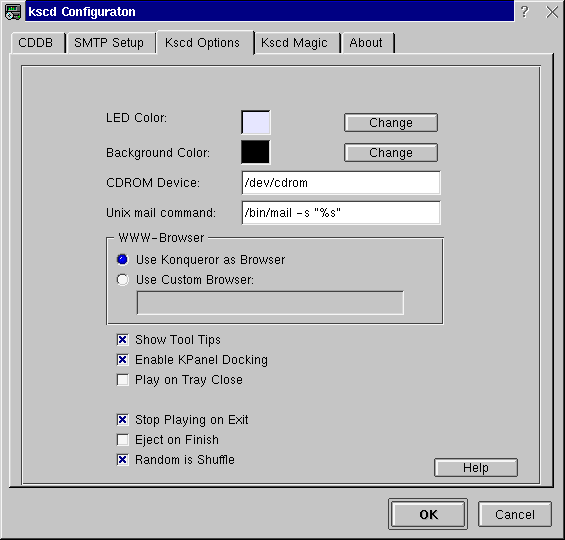 kscd Configuraton
CDDB
SMTP Setup
Kscd Options
Kscd Magic
About
LED Color:
Change
Background Color:
Change
CDROM Device:
/dev/cdrom
Unix mail command:
/bin/mail -s "%s"
WWW-Browser
Use Konqueror as Browser
Use Custom Browser:
Show Tool Tips
Enable KPanel Docking
Play on Tray Close
Stop Playing on Exit
Eject on Finish
Random is Shuffle
Help
OK
Cancel